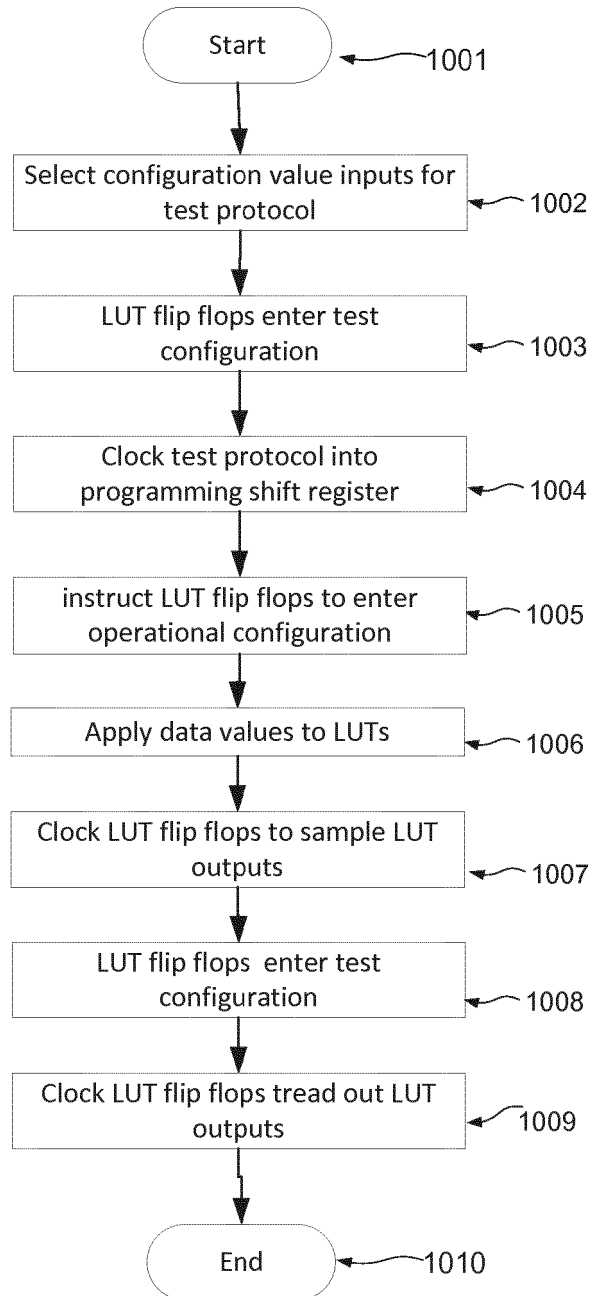 Start
1001
Select configuration value inputs for
test protocol
1002
LUT flip flops enter test
configuration
1003
Clock test protocol into
programming shift register
1004
instruct LUT flip flops to enter
operational configuration
1005
Apply data values to LUTs
1006
Clock LUT flip flops to sample LUT
outputs
1007
LUT flip flops enter test
configuration
1008
Clock LUT flip flops tread out LUT
outputs
1009
End
1010